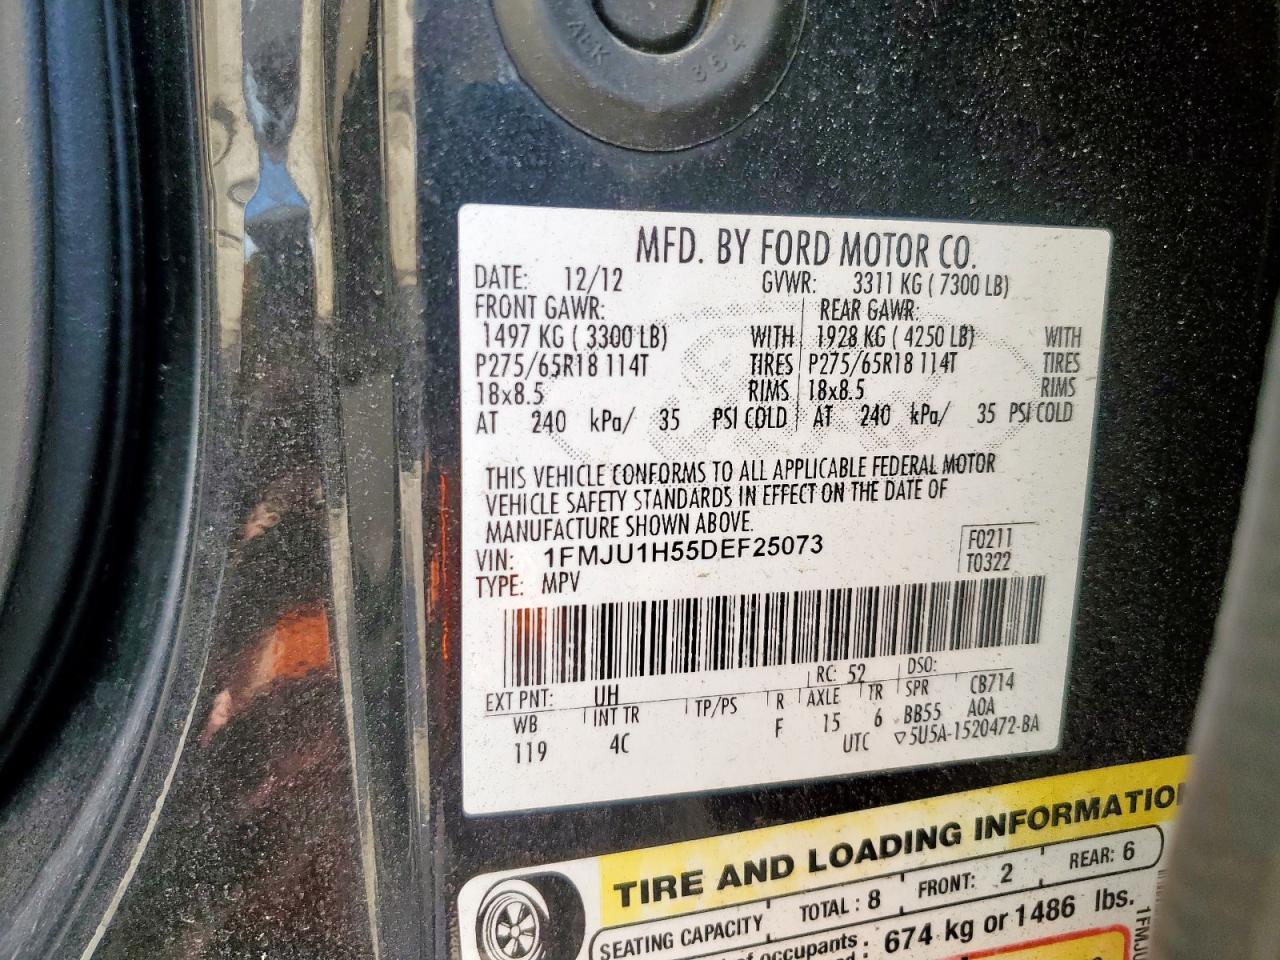 ALK 354
MFD. BY FORD MOTOR CO.
DATE: 12/12 GVWR: 3311 KG ( 7300 LB)
FRONT GAWR: REAR GAWR:
1497 KG ( 3300 LB) WITH 1928 KG ( 4250 LB) WITH
P275/65R18 114T TIRES P275/65R18 114T TIRES
18x8.5 RIMS 18x8.5 RIMS
AT 240 kPa/ 35 PSI COLD AT 240 kPa/ 35 PSI COLD
THIS VEHICLE CONFORMS TO ALL APPLICABLE FEDERAL MOTOR
VEHICLE SAFETY STANDARDS IN EFFECT ON THE DATE OF
MANUFACTURE SHOWN ABOVE.
VIN: 1FMJU1H55DEF25073 F0211
TYPE: MPV T0322
EXT PNT: UH RC: 52 DSO:
WB INT TR TP/PS R AXLE TR SPR CB714
119 4C F 15 6 BB55 AOA
UTC ▽5U5A-1520472-BA
TIRE AND LOADING INFORMATIO
SEATING CAPACITY TOTAL : 8 FRONT: 2 REAR: 6
of occupants : 674 kg or 1486 lbs.
1FMJU